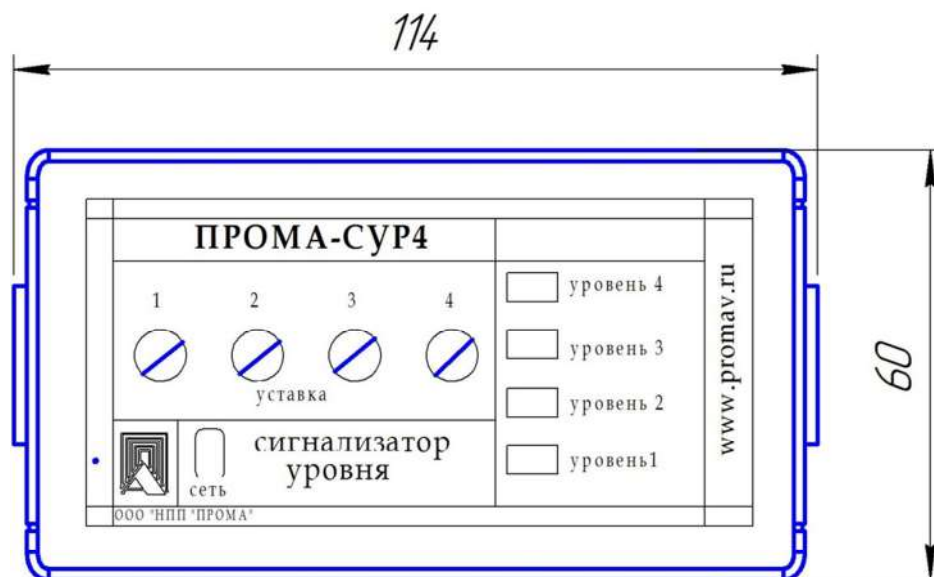 114
ПРОМА-СУР4
1 2 3 4
уставка
уровень 4
уровень 3
уровень 2
уровень1
www.promav.ru
60
сигнализатор
уровня
сеть
ООО "НПП "ПРОМА"